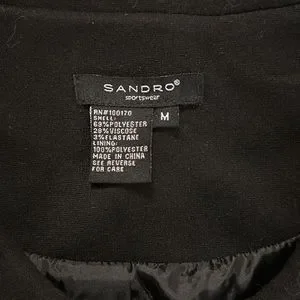 SANDRO®
sportswear
M
RN#100170
SHELL:
69%POLYESTER
28%VISCOSE
3%ELASTANE
LINING:
100%POLYESTER
MADE IN CHINA
SEE REVERSE
FOR CARE